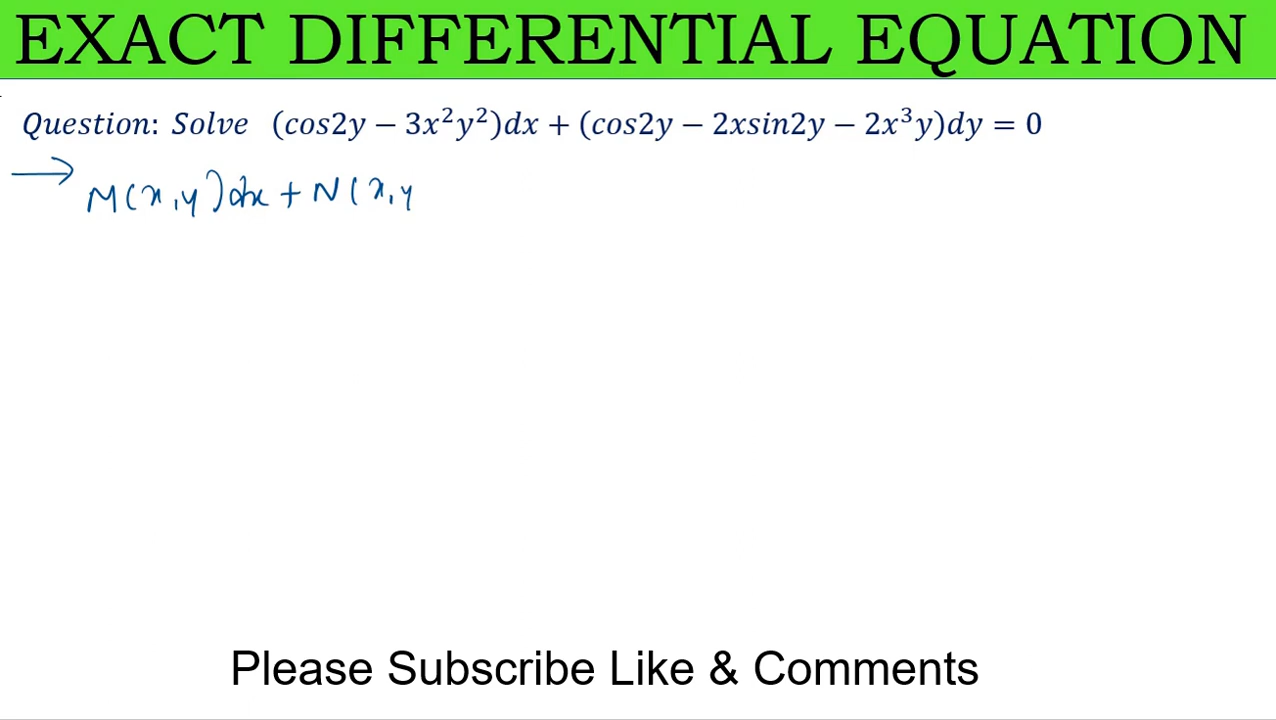 EXACT DIFFERENTIAL EQUATION
Question: Solve (cos2y − 3x²y²)dx + (cos2y − 2xsin2y − 2x³y)dy = 0
→ M(x,y)dx + N(x,y
Please Subscribe Like & Comments